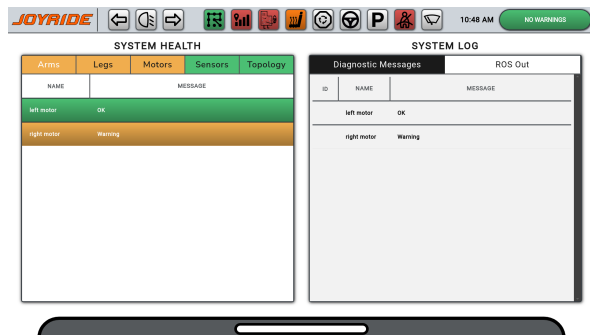 JOYRIDE P 10:48 AM NO WARNINGS
SYSTEM HEALTH SYSTEM LOG
Arms Legs Motors Sensors Topology Diagnostic Messages ROS Out
NAME MESSAGE ID NAME MESSAGE
left motor OK left motor OK
right motor Warning right motor Warning